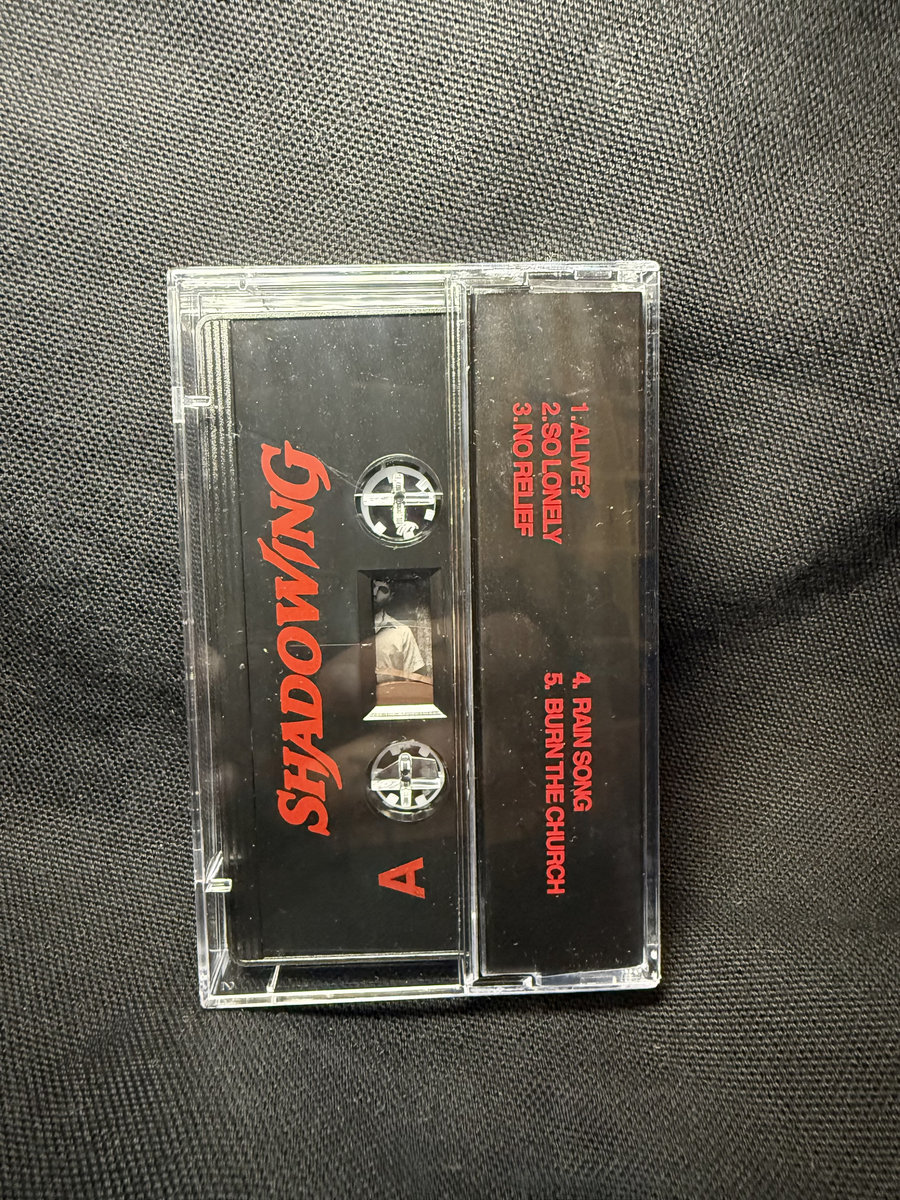 SHADOWING
A
1. ALIVE?
2. SO LONELY
3. NO RELIEF
4. RAIN SONG
5. BURN THE CHURCH